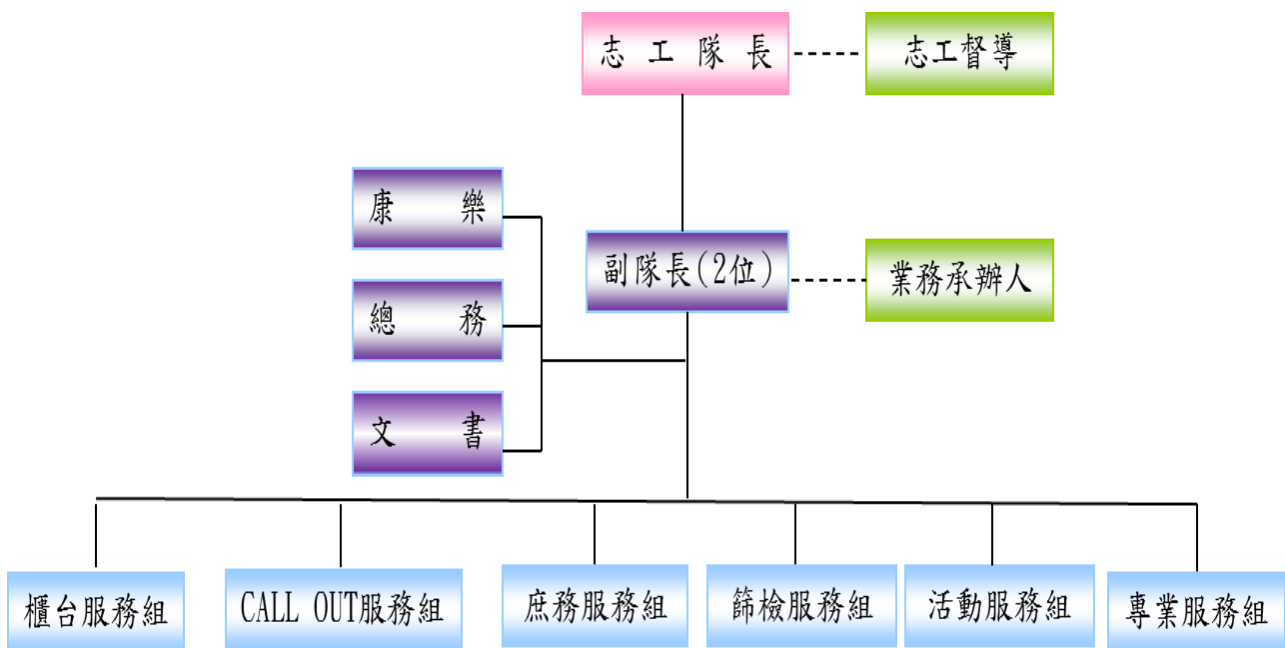 志工隊長
志工督導
康樂
副隊長(2位)
業務承辦人
總務
文書
櫃台服務組
CALL OUT服務組
庶務服務組
篩檢服務組
活動服務組
專業服務組